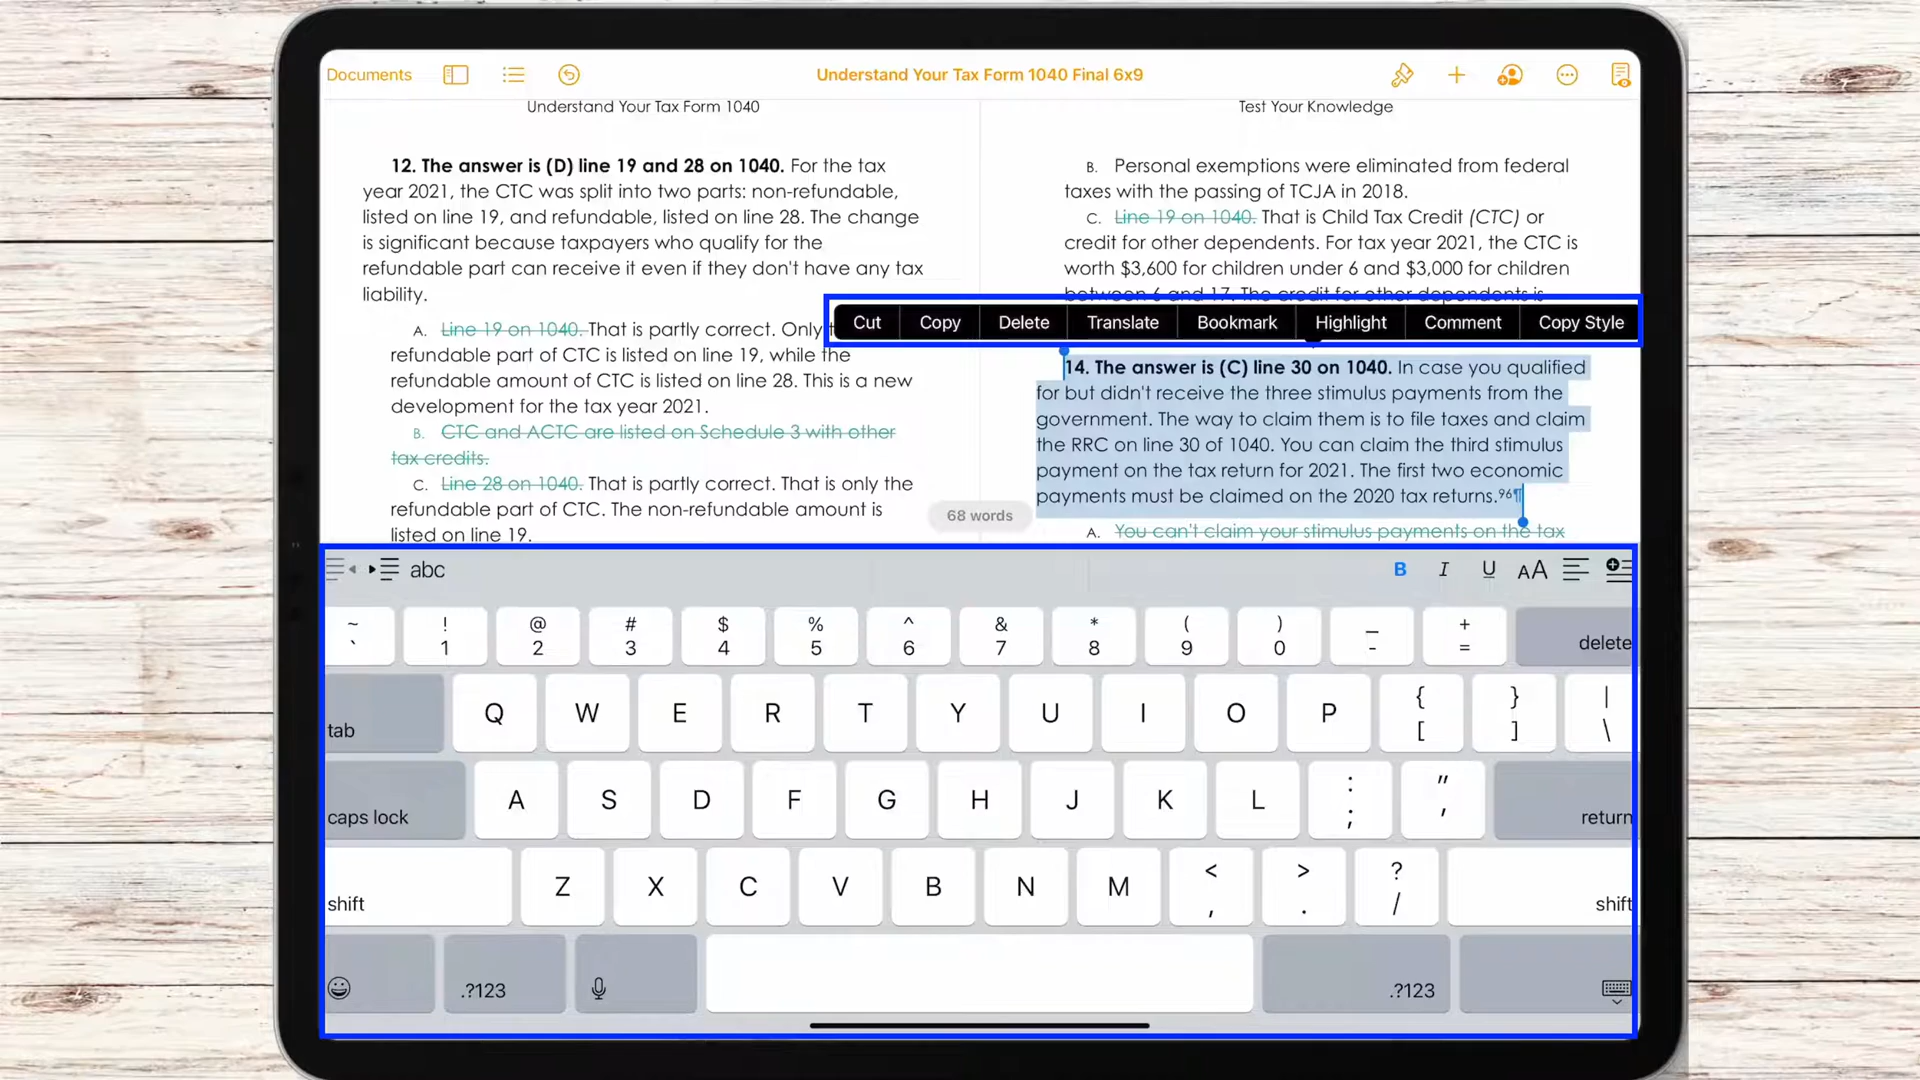 Documents
Understand Your Tax Form 1040 Final 6x9
Understand Your Tax Form 1040
12. The answer is (D) line 19 and 28 on 1040. For the tax
year 2021, the CTC was split into two parts: non-refundable,
listed on line 19, and refundable, listed on line 28. The change
is significant because taxpayers who qualify for the
refundable part can receive it even if they don't have any tax
liability.
A. Line 19 on 1040. That is partly correct. Only
refundable part of CTC is listed on line 19, while the
refundable amount of CTC is listed on line 28. This is a new
development for the tax year 2021.
B. CTC and ACTC are listed on Schedule 3 with other
tax credits.
C. Line 28 on 1040. That is partly correct. That is only the
refundable part of CTC. The non-refundable amount is
listed on line 19.
Test Your Knowledge
B. Personal exemptions were eliminated from federal
taxes with the passing of TCJA in 2018.
C. Line 19 on 1040. That is Child Tax Credit (CTC) or
credit for other dependents. For tax year 2021, the CTC is
worth $3,600 for children under 6 and $3,000 for children
between 6 and 17. The credit for other dependents is
Cut Copy Delete Translate Bookmark Highlight Comment Copy Style
14. The answer is (C) line 30 on 1040. In case you qualified
for but didn't receive the three stimulus payments from the
government. The way to claim them is to file taxes and claim
the RRC on line 30 of 1040. You can claim the third stimulus
payment on the tax return for 2021. The first two economic
payments must be claimed on the 2020 tax returns.96¶
A. You can't claim your stimulus payments on the tax
68 words
abc B I U AA
~ ! @ # $ % ^ & * ( ) _ +
` 1 2 3 4 5 6 7 8 9 0 - = delete
tab Q W E R T Y U I O P { [ } ] | \
caps lock A S D F G H J K L : ; " ' return
shift Z X C V B N M < , > . ? / shift
.?123 .?123